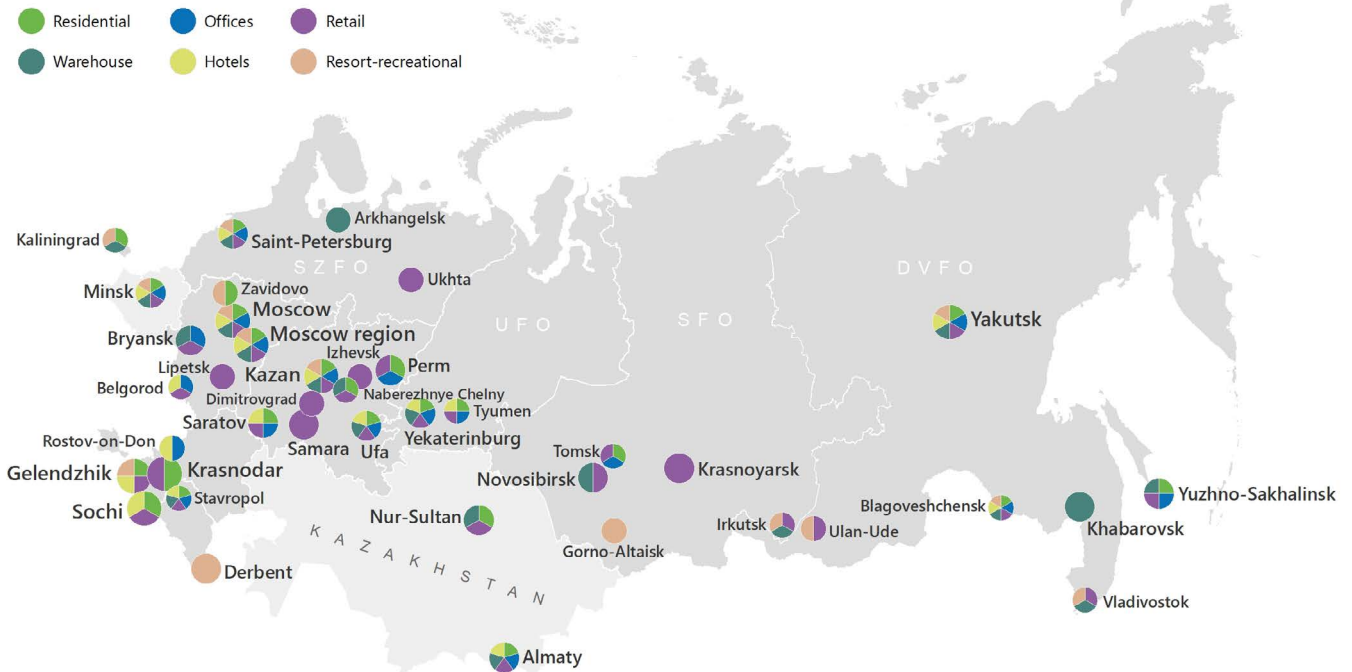 Residential
Offices
Retail
Warehouse
Hotels
Resort-recreational
Kaliningrad
Saint-Petersburg
Arkhangelsk
SZFO
Ukhta
DVFO
Minsk
Zavidovo
Moscow
Moscow region
UFO
SFO
Yakutsk
Bryansk
Izhevsk
Lipetsk
Kazan
Perm
Belgorod
Dimitrovgrad
Naberezhnye Chelny
Saratov
Tyumen
Samara
Ufa
Yekaterinburg
Rostov-on-Don
Tomsk
Gelendzhik
Krasnodar
Novosibirsk
Krasnoyarsk
Stavropol
Sochi
Nur-Sultan
Blagoveshchensk
Yuzhno-Sakhalinsk
Irkutsk
Ulan-Ude
Khabarovsk
Gorno-Altaisk
KAZAKHSTAN
Derbent
Vladivostok
Almaty